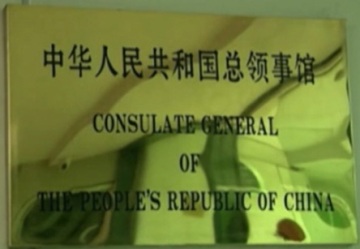 中华人民共和国总领事馆
CONSULATE GENERAL
OF
THE PEOPLE'S REPUBLIC OF CHINA